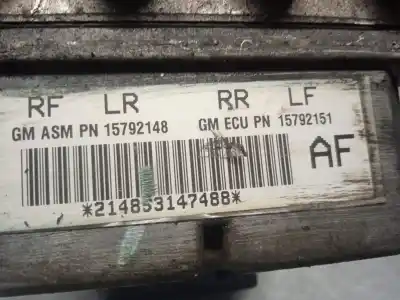 RF LR RR LF
GM ASM PN 15792148 GM ECU PN 15792151
AF
*214853147488*